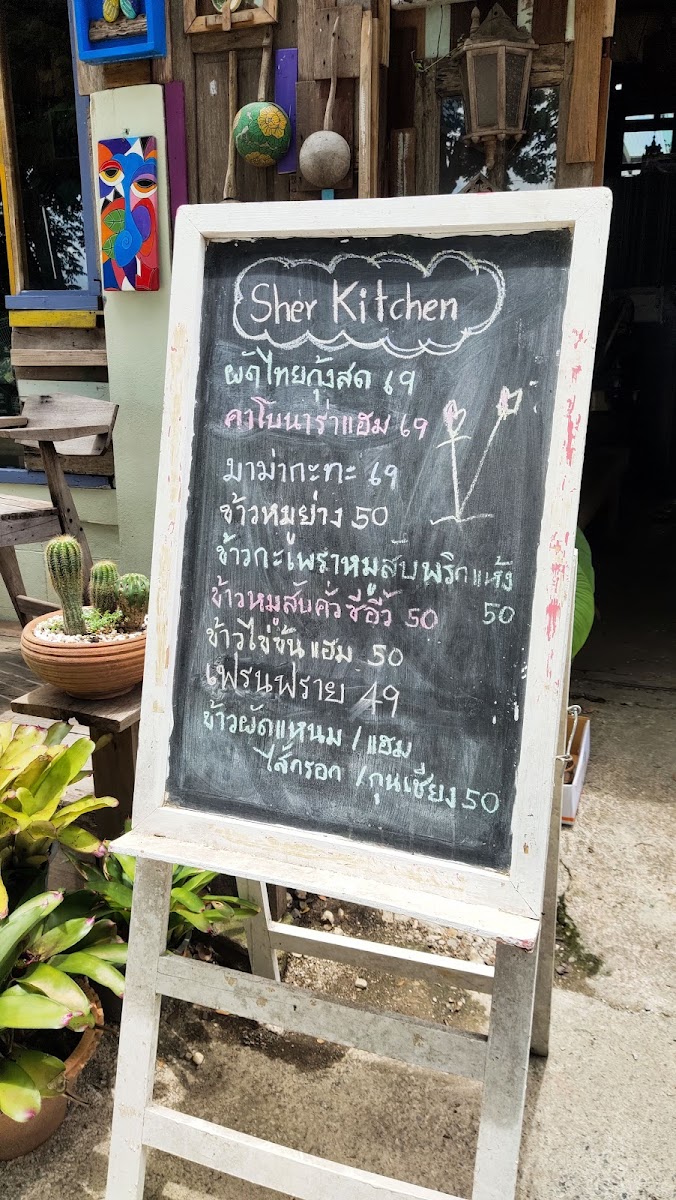 Sher Kitchen
ผัดไทยกุ้งสด 69
คาโบนาร่าแฮม 69
มาม่ากะทะ 69
ข้าวหมูย่าง 50
ข้าวกะเพราหมูสับพริกแห้ง
50
ข้าวหมูสับคั่วซีอิ้ว 50
ข้าวไข่ข้นแฮม 50
เฟรนฟราย 49
ข้าวผัดแหนม / แฮม
ไส้กรอก / กุนเชียง 50